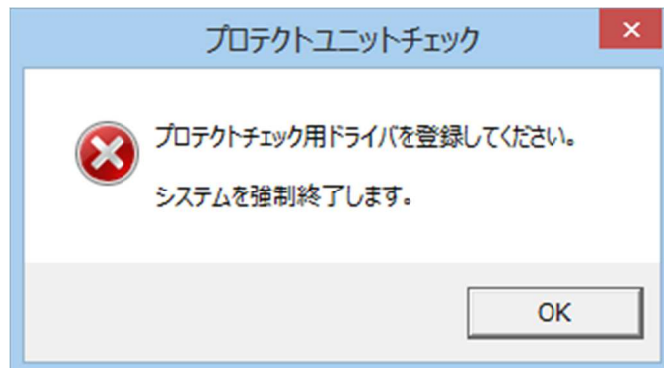 プロテクトユニットチェック
プロテクトチェック用ドライバを登録してください。
システムを強制終了します。
OK